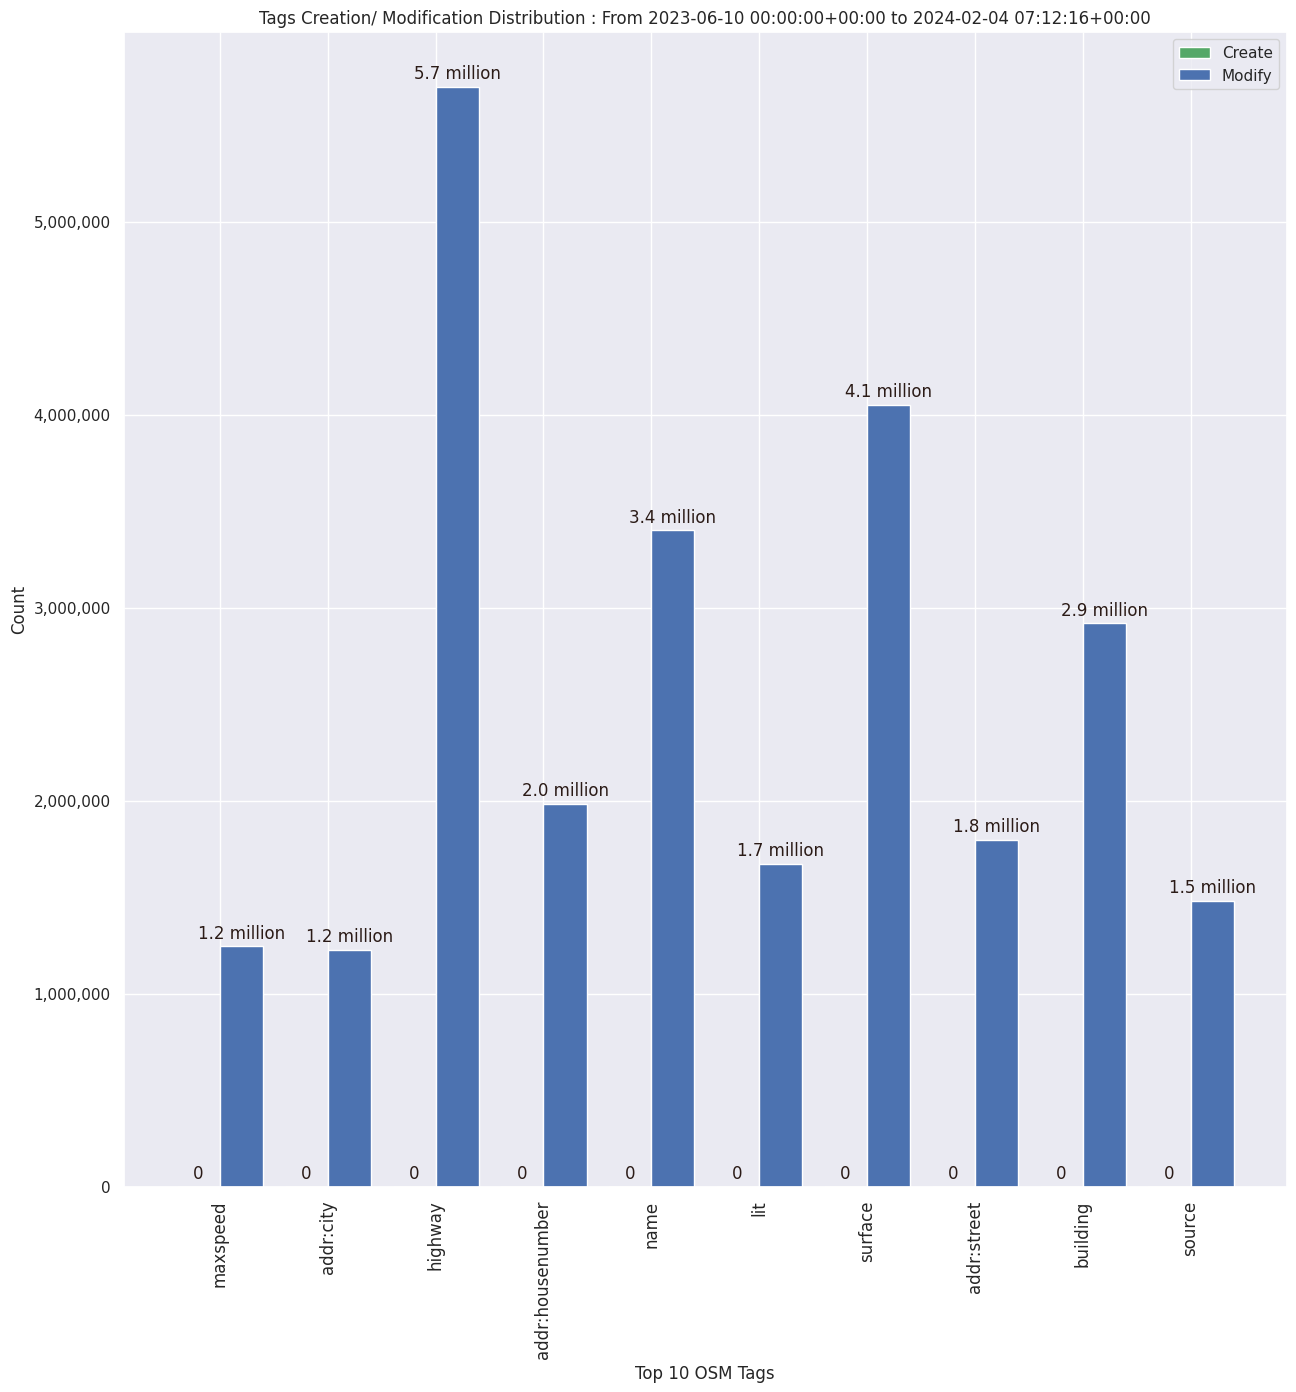 Tags Creation/ Modification Distribution : From 2023-06-10 00:00:00+00:00 to 2024-02-04 07:12:16+00:00
Create
Modify
5.7 million
4.1 million
3.4 million
2.9 million
2.0 million
1.8 million
1.7 million
1.5 million
1.2 million
1.2 million
0
0
0
0
0
0
0
0
0
0
5,000,000
4,000,000
3,000,000
2,000,000
1,000,000
0
Count
maxspeed
addr:city
highway
addr:housenumber
name
lit
surface
addr:street
building
source
Top 10 OSM Tags